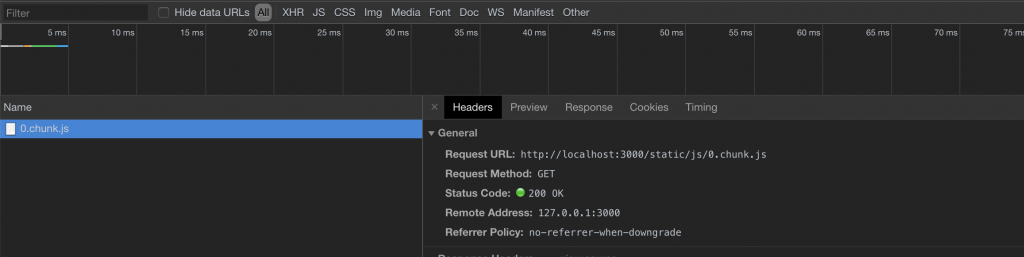 Filter Hide data URLs All XHR JS CSS Img Media Font Doc WS Manifest Other
5 ms 10 ms 15 ms 20 ms 25 ms 30 ms 35 ms 40 ms 45 ms 50 ms 55 ms 60 ms 65 ms 70 ms 75 ms
Name × Headers Preview Response Cookies Timing
0.chunk.js
General
Request URL: http://localhost:3000/static/js/0.chunk.js
Request Method: GET
Status Code: 200 OK
Remote Address: 127.0.0.1:3000
Referrer Policy: no-referrer-when-downgrade